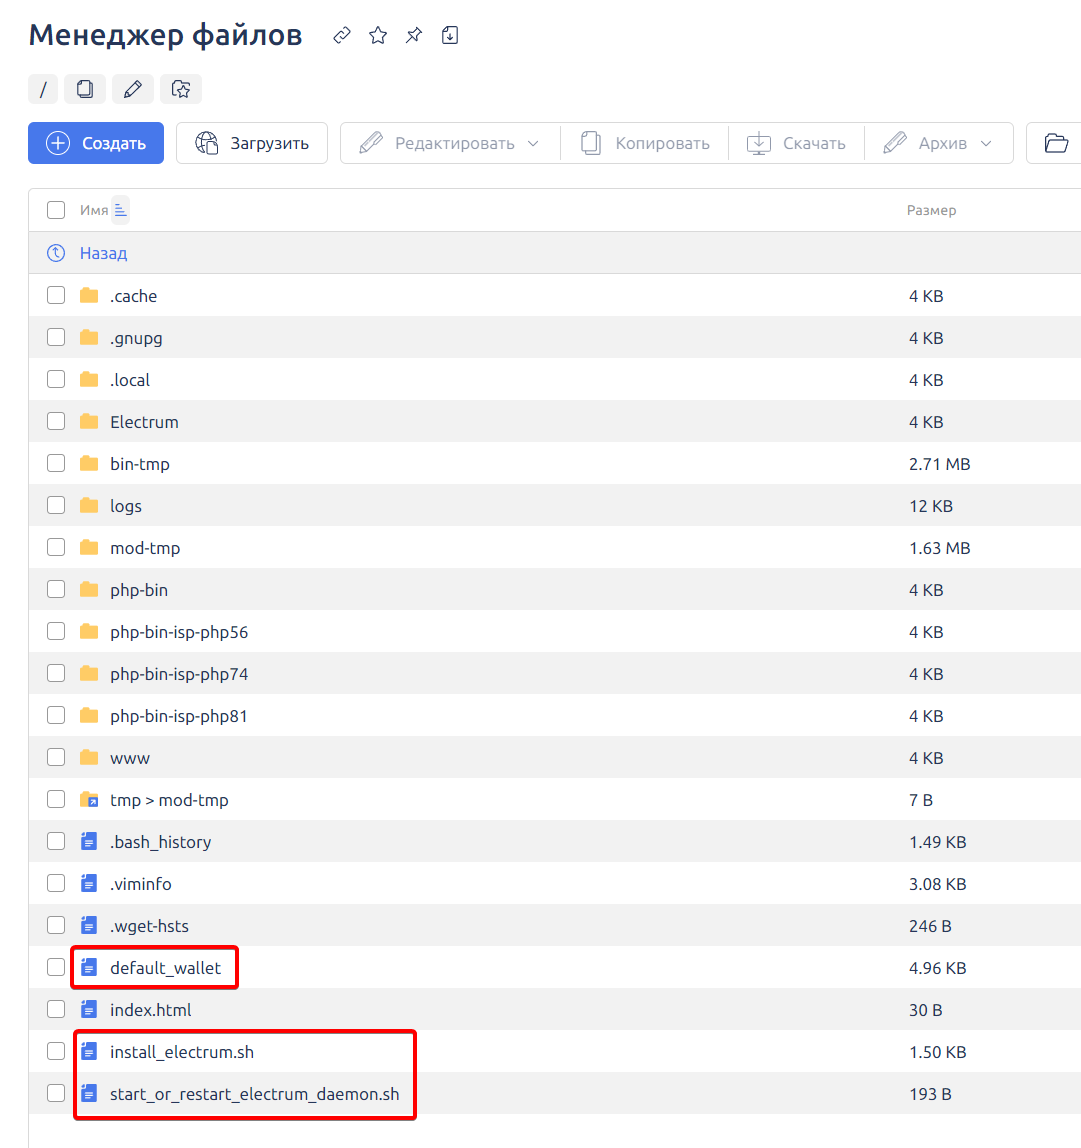 Менеджер файлов
/
Создать Загрузить Редактировать Копировать Скачать Архив
Имя Размер
Назад
.cache 4 KB
.gnupg 4 KB
.local 4 KB
Electrum 4 KB
bin-tmp 2.71 MB
logs 12 KB
mod-tmp 1.63 MB
php-bin 4 KB
php-bin-isp-php56 4 KB
php-bin-isp-php74 4 KB
php-bin-isp-php81 4 KB
www 4 KB
tmp > mod-tmp 7 B
.bash_history 1.49 KB
.viminfo 3.08 KB
.wget-hsts 246 B
default_wallet 4.96 KB
index.html 30 B
install_electrum.sh 1.50 KB
start_or_restart_electrum_daemon.sh 193 B